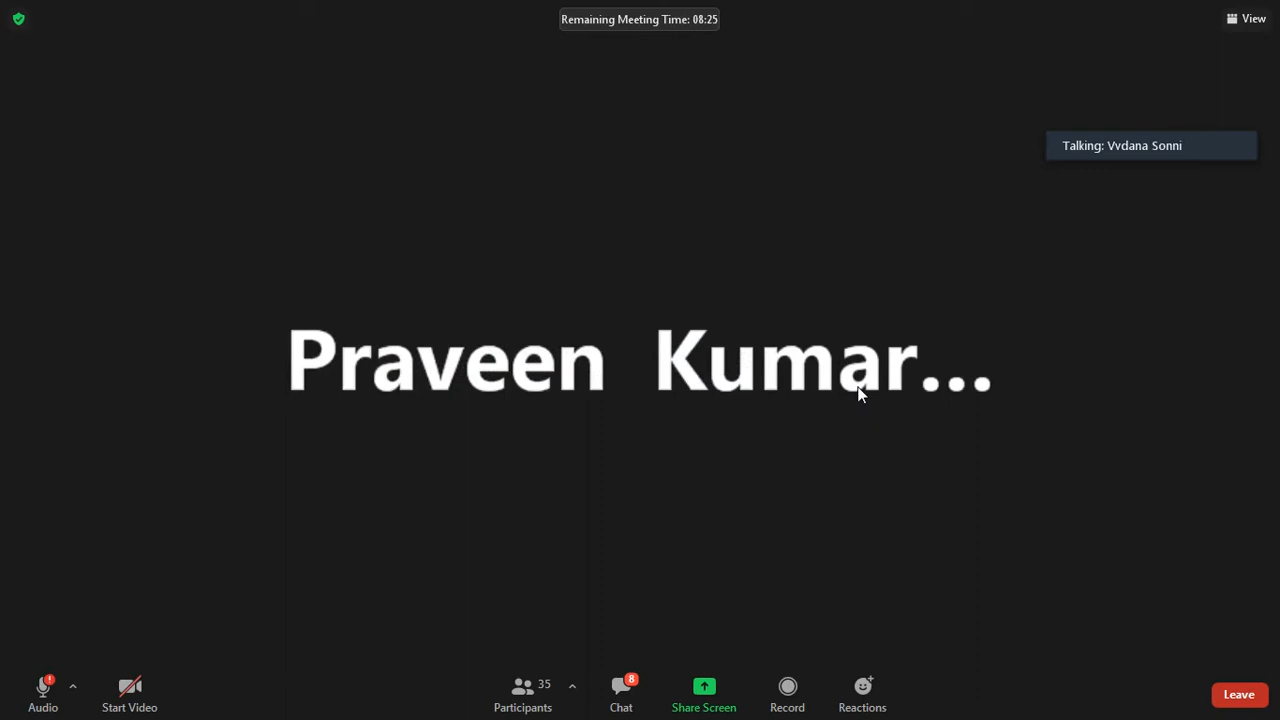 Remaining Meeting Time: 08:25
View
Talking: Vvdana Sonni
Praveen Kumar...
35
8
Audio
Start Video
Participants
Chat
Share Screen
Record
Reactions
Leave